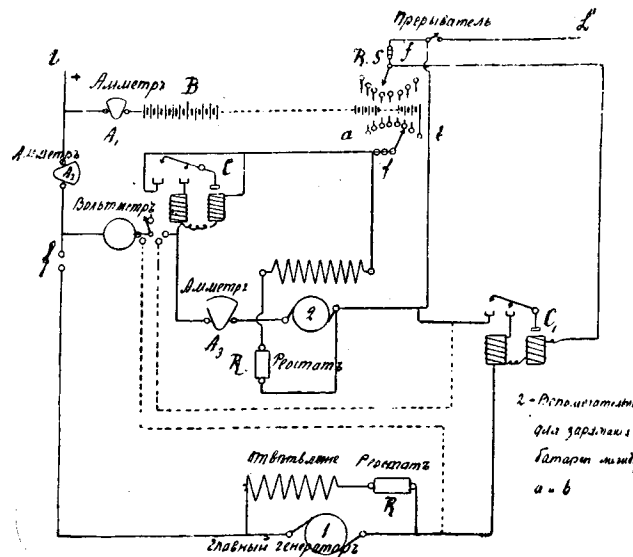 Прерыватель
L"
l
+
R.S f
Амметръ B
A₁
a
b
Амметръ
A₂
C
f
Вольтметръ
f
Амметръ
2
A₃
R Реостатъ
C₁
2 - Вспомогательн
для заряжанія
батареи между
a и b
Отвѣтвленіе Реостатъ
R
1
Главный генераторъ